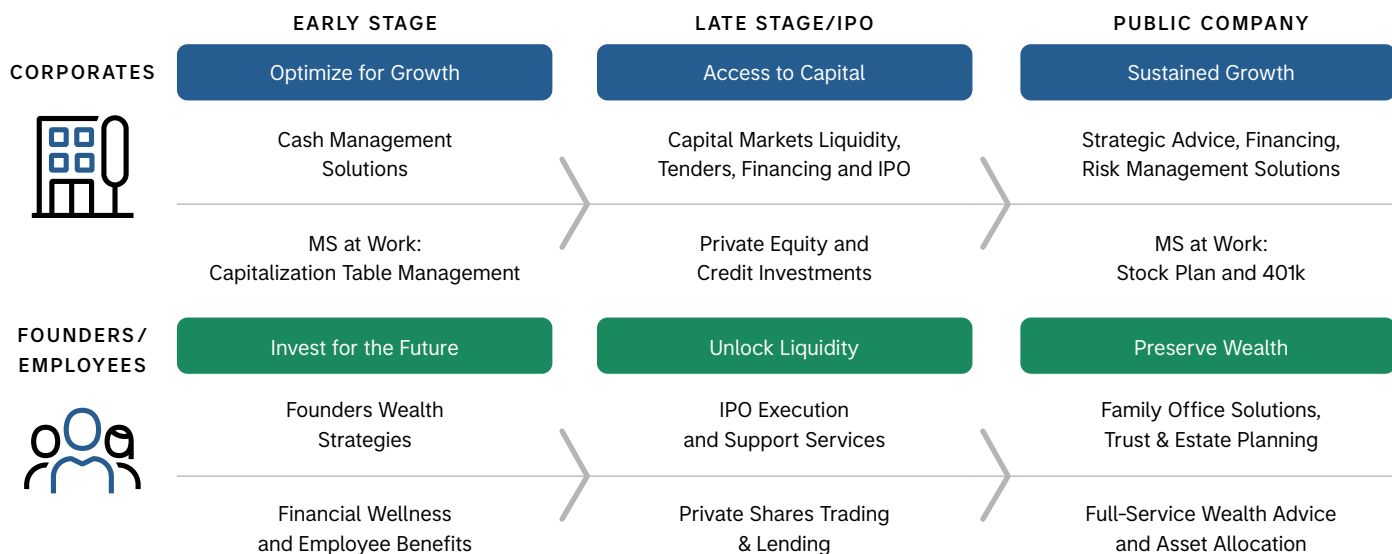 EARLY STAGE
LATE STAGE/IPO
PUBLIC COMPANY
CORPORATES
Optimize for Growth
Access to Capital
Sustained Growth
Cash Management
Solutions
Capital Markets Liquidity,
Tenders, Financing and IPO
Strategic Advice, Financing,
Risk Management Solutions
MS at Work:
Capitalization Table Management
Private Equity and
Credit Investments
MS at Work:
Stock Plan and 401k
FOUNDERS/
EMPLOYEES
Invest for the Future
Unlock Liquidity
Preserve Wealth
Founders Wealth
Strategies
IPO Execution
and Support Services
Family Office Solutions,
Trust & Estate Planning
Financial Wellness
and Employee Benefits
Private Shares Trading
& Lending
Full-Service Wealth Advice
and Asset Allocation